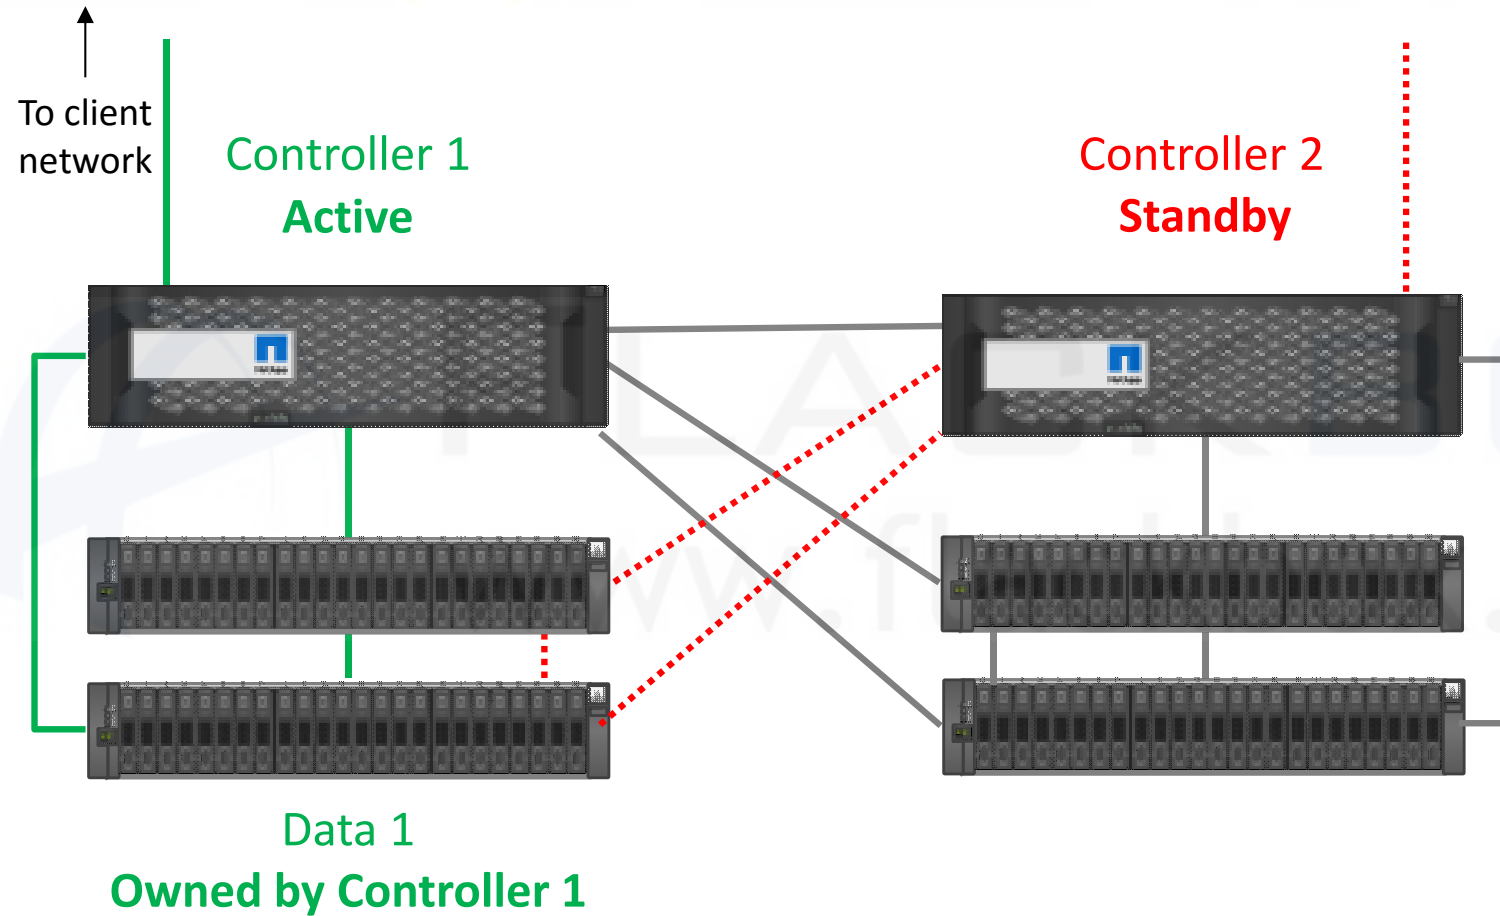 To client
network
Controller 1
Active
Controller 2
Standby
Data 1
Owned by Controller 1